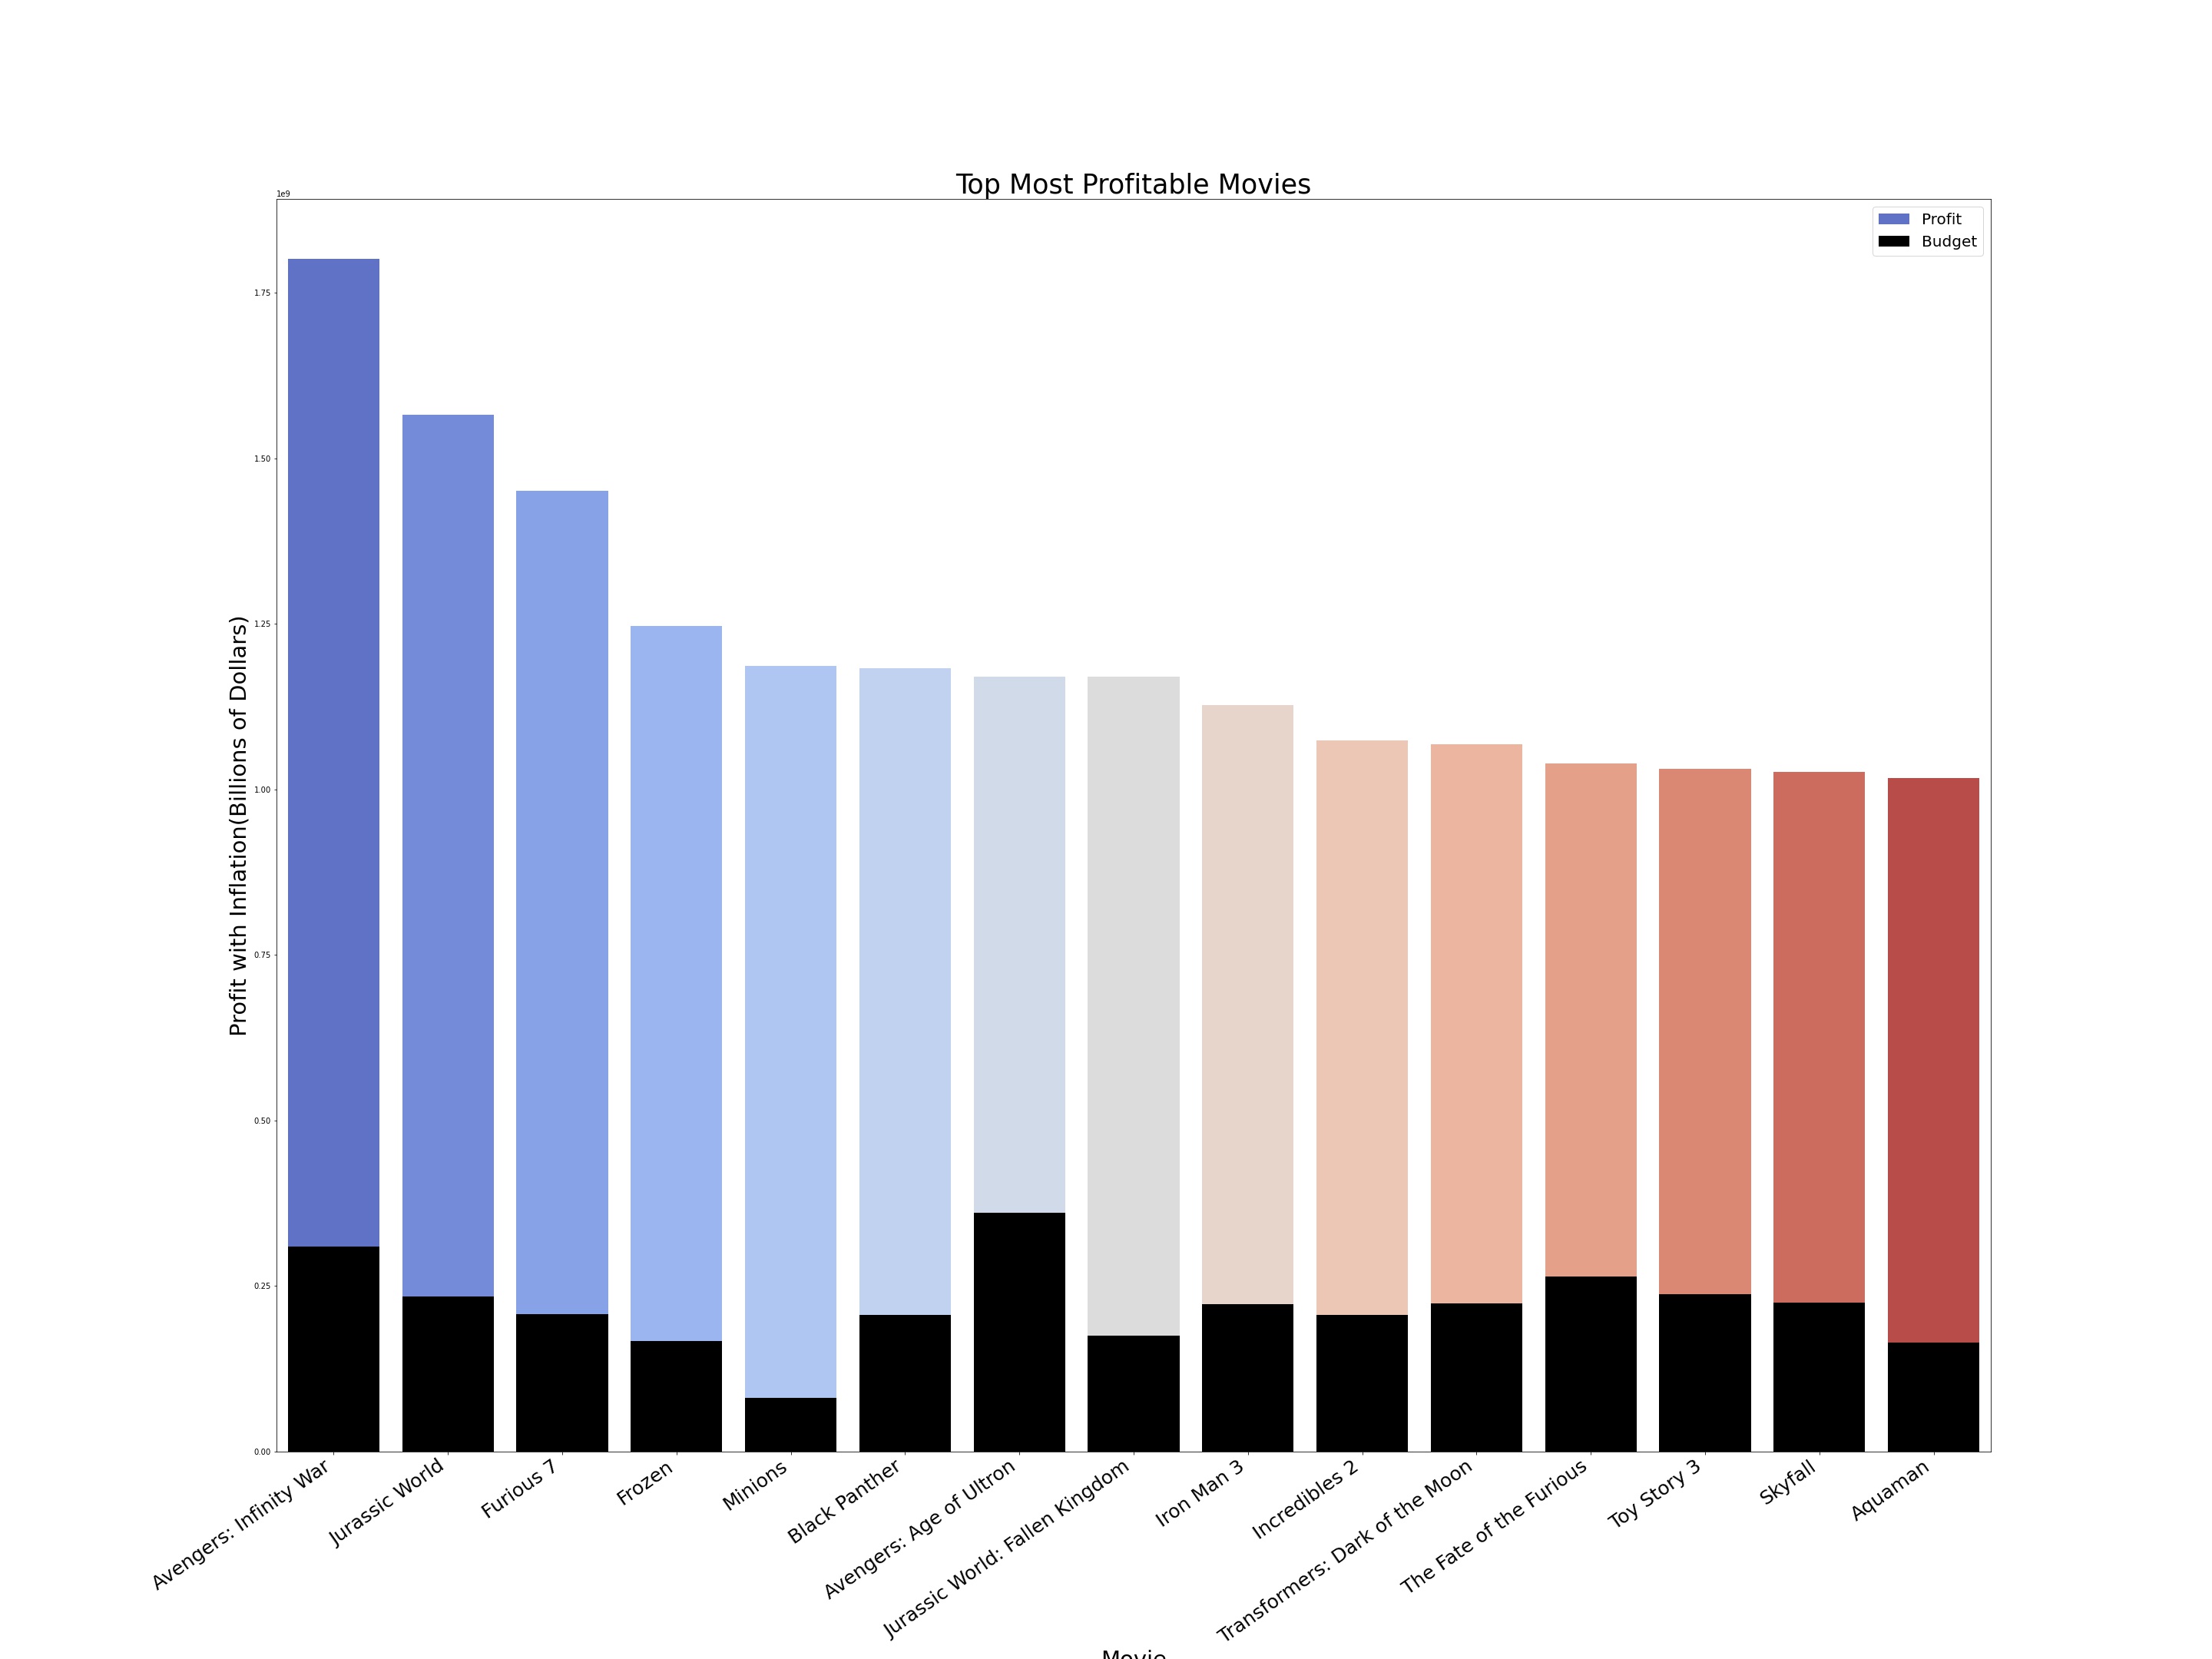 Top Most Profitable Movies
1e9
Profit
Budget
1.75
1.50
1.25
1.00
0.75
0.50
0.25
0.00
Profit with Inflation(Billions of Dollars)
Avengers: Infinity War
Jurassic World
Furious 7
Frozen
Minions
Black Panther
Avengers: Age of Ultron
Jurassic World: Fallen Kingdom
Iron Man 3
Incredibles 2
Transformers: Dark of the Moon
The Fate of the Furious
Toy Story 3
Skyfall
Aquaman
Movie